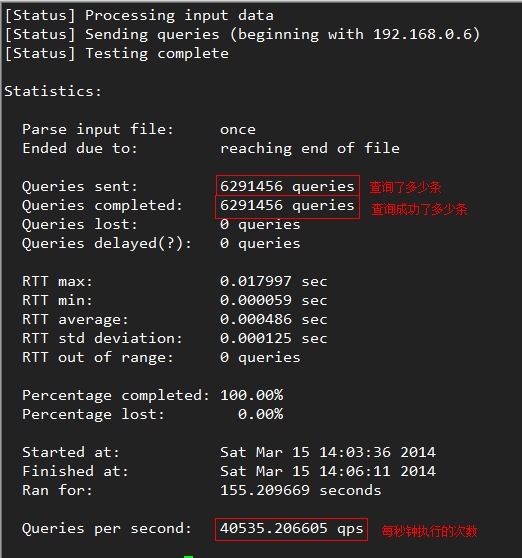 [Status] Processing input data
[Status] Sending queries (beginning with 192.168.0.6)
[Status] Testing complete
Statistics:
Parse input file: once
Ended due to: reaching end of file
Queries sent: 6291456 queries 查询了多少条
Queries completed: 6291456 queries 查询成功了多少条
Queries lost: 0 queries
Queries delayed(?): 0 queries
RTT max: 0.017997 sec
RTT min: 0.000059 sec
RTT average: 0.000486 sec
RTT std deviation: 0.000125 sec
RTT out of range: 0 queries
Percentage completed: 100.00%
Percentage lost: 0.00%
Started at: Sat Mar 15 14:03:36 2014
Finished at: Sat Mar 15 14:06:11 2014
Ran for: 155.209669 seconds
Queries per second: 40535.206605 qps 每秒钟执行的次数